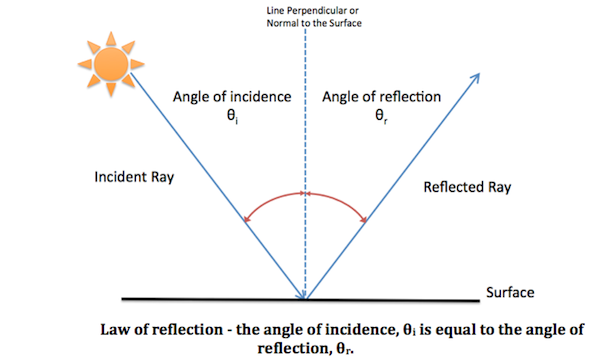 Line Perpendicular or
Normal to the Surface
Angle of incidence
θi
Angle of reflection
θr
Incident Ray
Reflected Ray
Surface
Law of reflection - the angle of incidence, θi is equal to the angle of
reflection, θr.